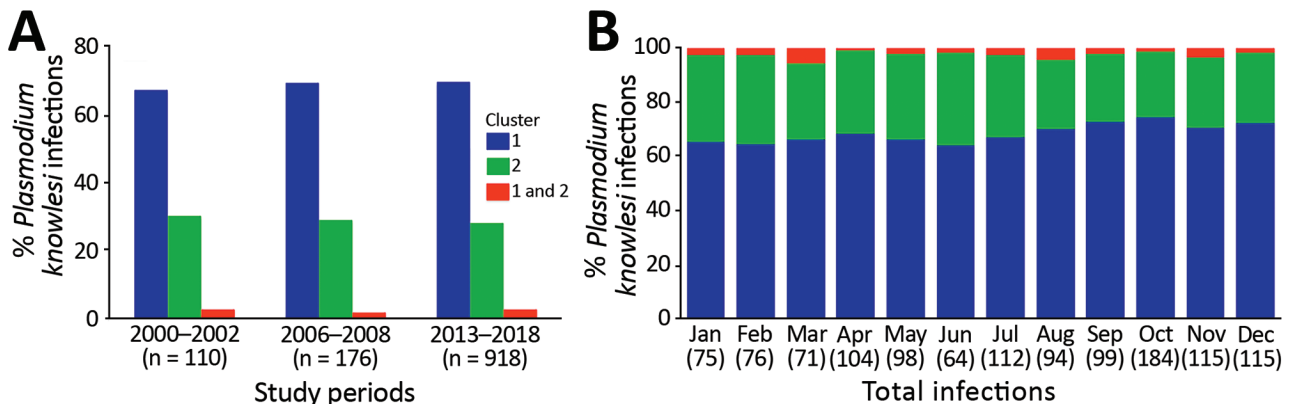 A
% Plasmodium
knowlesi infections
80
60
40
20
0
Cluster
1
2
1 and 2
2000–2002
(n = 110)
2006–2008
(n = 176)
2013–2018
(n = 918)
Study periods
B
% Plasmodium
knowlesi infections
100
80
60
40
20
0
Jan Feb Mar Apr May Jun Jul Aug Sep Oct Nov Dec
(75) (76) (71) (104) (98) (64) (112) (94) (99) (184) (115) (115)
Total infections